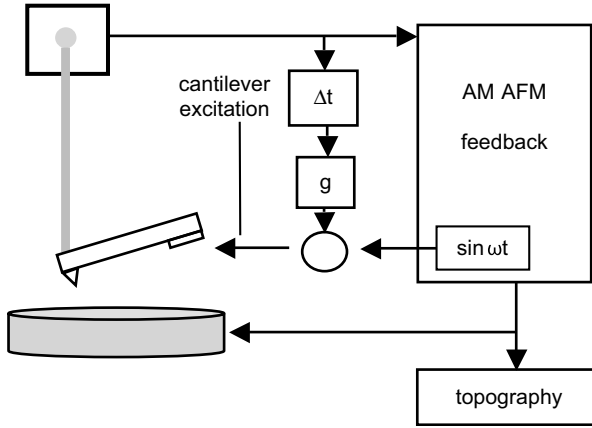 cantilever
excitation
Δt
g
AM AFM
feedback
sin ωt
topography